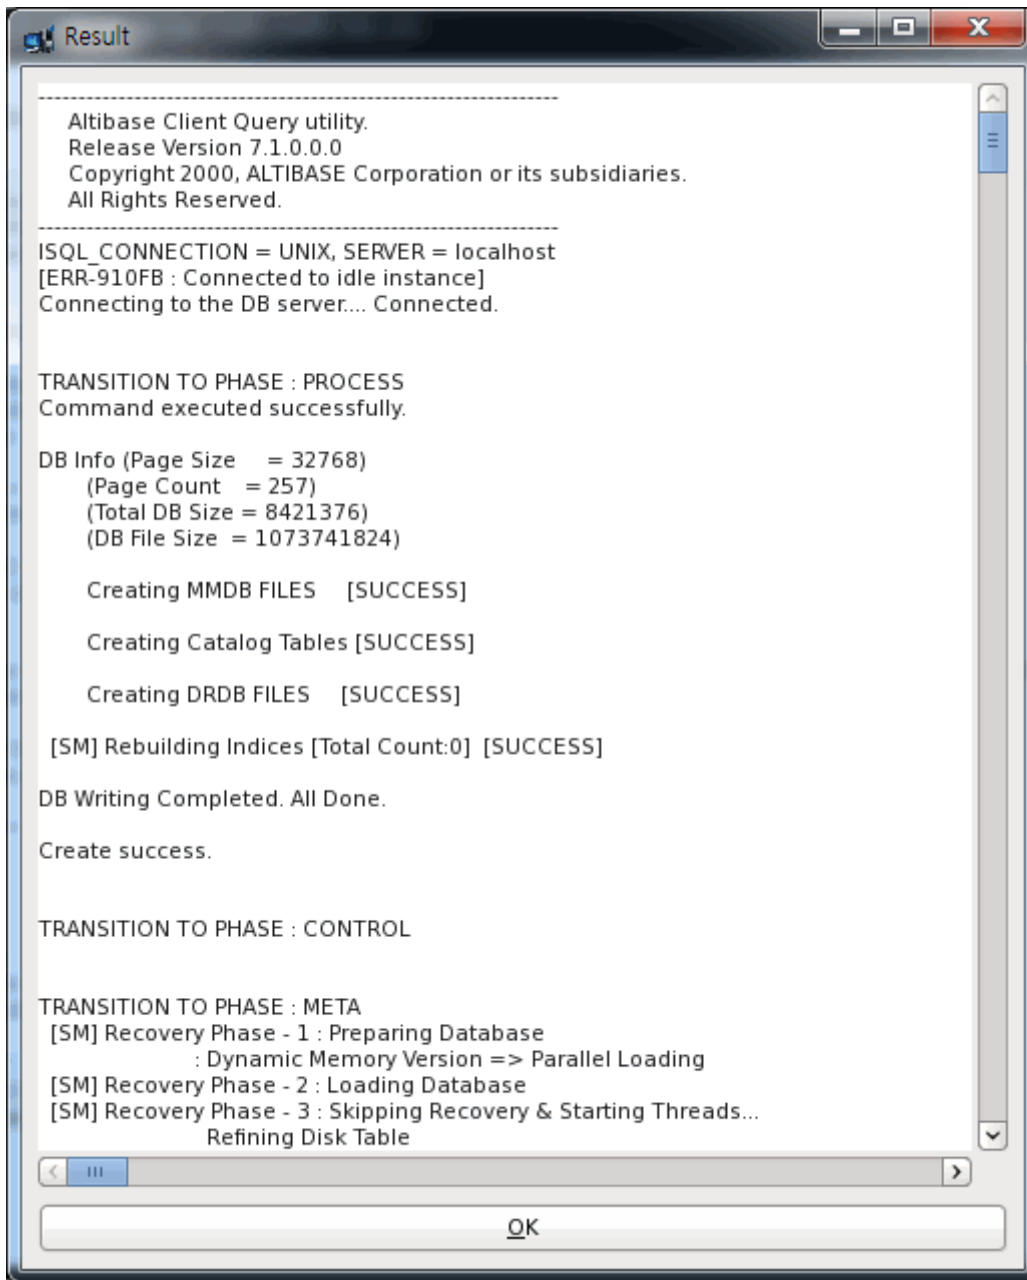 Result
--------------------------------------------------------------
Altibase Client Query utility.
Release Version 7.1.0.0.0
Copyright 2000, ALTIBASE Corporation or its subsidiaries.
All Rights Reserved.
--------------------------------------------------------------
ISQL_CONNECTION = UNIX, SERVER = localhost
[ERR-910FB : Connected to idle instance]
Connecting to the DB server.... Connected.
TRANSITION TO PHASE : PROCESS
Command executed successfully.
DB Info (Page Size = 32768)
(Page Count = 257)
(Total DB Size = 8421376)
(DB File Size = 1073741824)
Creating MMDB FILES [SUCCESS]
Creating Catalog Tables [SUCCESS]
Creating DRDB FILES [SUCCESS]
[SM] Rebuilding Indices [Total Count:0] [SUCCESS]
DB Writing Completed. All Done.
Create success.
TRANSITION TO PHASE : CONTROL
TRANSITION TO PHASE : META
[SM] Recovery Phase - 1 : Preparing Database
: Dynamic Memory Version => Parallel Loading
[SM] Recovery Phase - 2 : Loading Database
[SM] Recovery Phase - 3 : Skipping Recovery & Starting Threads...
Refining Disk Table
OK